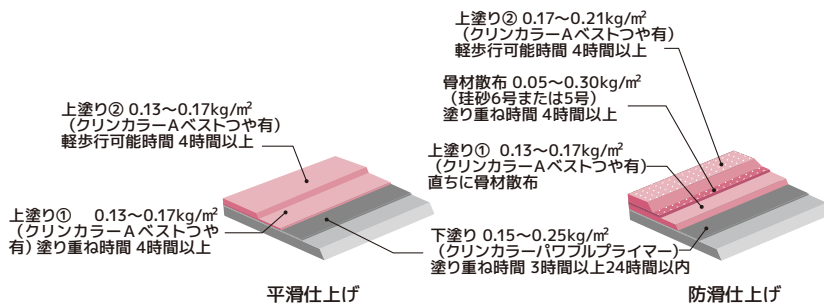 上塗り② 0.13〜0.17kg/㎡
（クリンカラーAベストつや有）
軽歩行可能時間 4時間以上
上塗り①　0.13〜0.17kg/㎡
（クリンカラーAベストつや
有）塗り重ね時間 4時間以上
平滑仕上げ
上塗り② 0.17〜0.21kg/㎡
（クリンカラーAベストつや有）
軽歩行可能時間 4時間以上
骨材散布 0.05〜0.30kg/㎡
（珪砂6号または5号）
塗り重ね時間 4時間以上
上塗り① 0.13〜0.17kg/㎡
（クリンカラーAベストつや有）
直ちに骨材散布
下塗り 0.15〜0.25kg/㎡
（クリンカラーパワフルプライマー）
塗り重ね時間 3時間以上24時間以内
防滑仕上げ